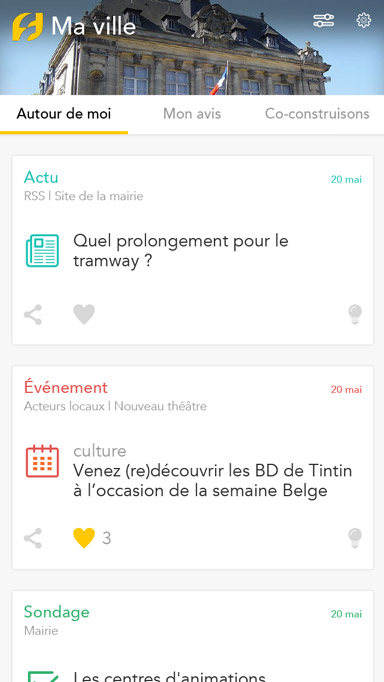 Ma ville
Autour de moi
Mon avis
Co-construisons
Actu
20 mai
RSS | Site de la mairie
Quel prolongement pour le
tramway ?
Événement
20 mai
Acteurs locaux | Nouveau théâtre
culture
Venez (re)découvrir les BD de Tintin
à l’occasion de la semaine Belge
3
Sondage
20 mai
Mairie
Les centres d'animations